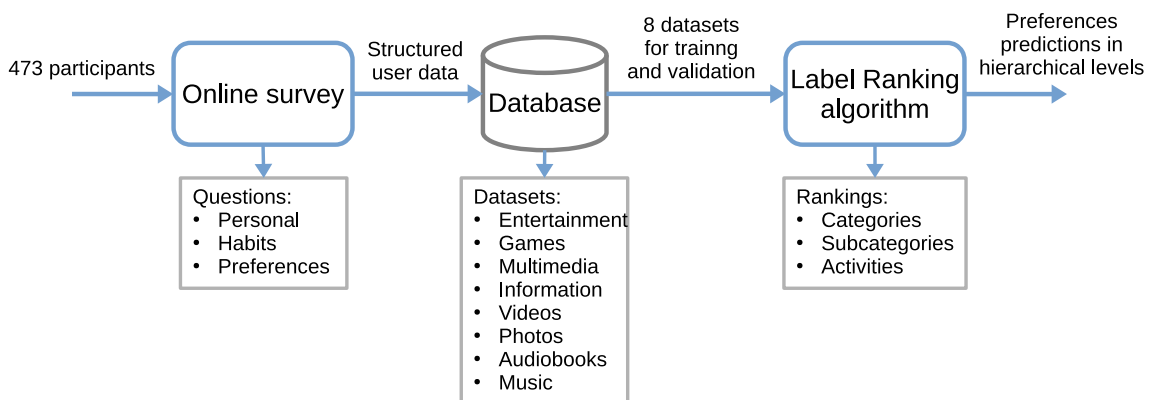 473 participants
Online survey
Structured
user data
Database
8 datasets
for trainng
and validation
Label Ranking
algorithm
Preferences
predictions in
hierarchical levels
Questions:
• Personal
• Habits
• Preferences
Datasets:
• Entertainment
• Games
• Multimedia
• Information
• Videos
• Photos
• Audiobooks
• Music
Rankings:
• Categories
• Subcategories
• Activities